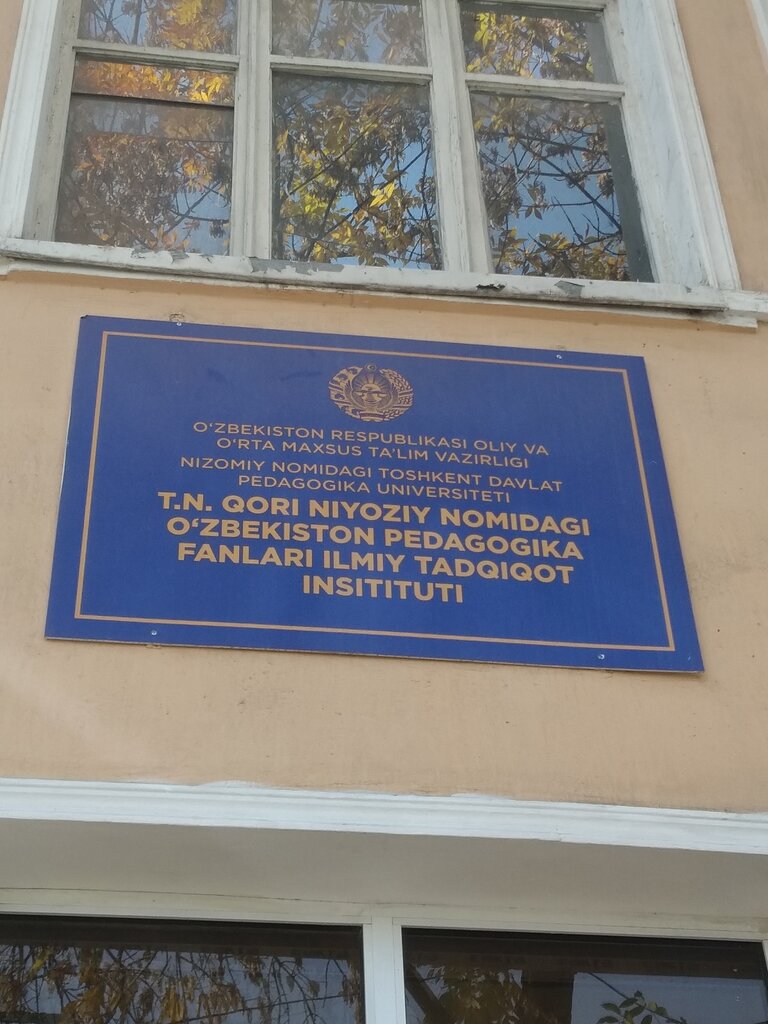 O‘ZBEKISTON RESPUBLIKASI OLIY VA
O‘RTA MAXSUS TA'LIM VAZIRLIGI
NIZOMIY NOMIDAGI TOSHKENT DAVLAT
PEDAGOGIKA UNIVERSITETI
T.N. QORI NIYOZIY NOMIDAGI
O‘ZBEKISTON PEDAGOGIKA
FANLARI ILMIY TADQIQOT
INSITITUTI